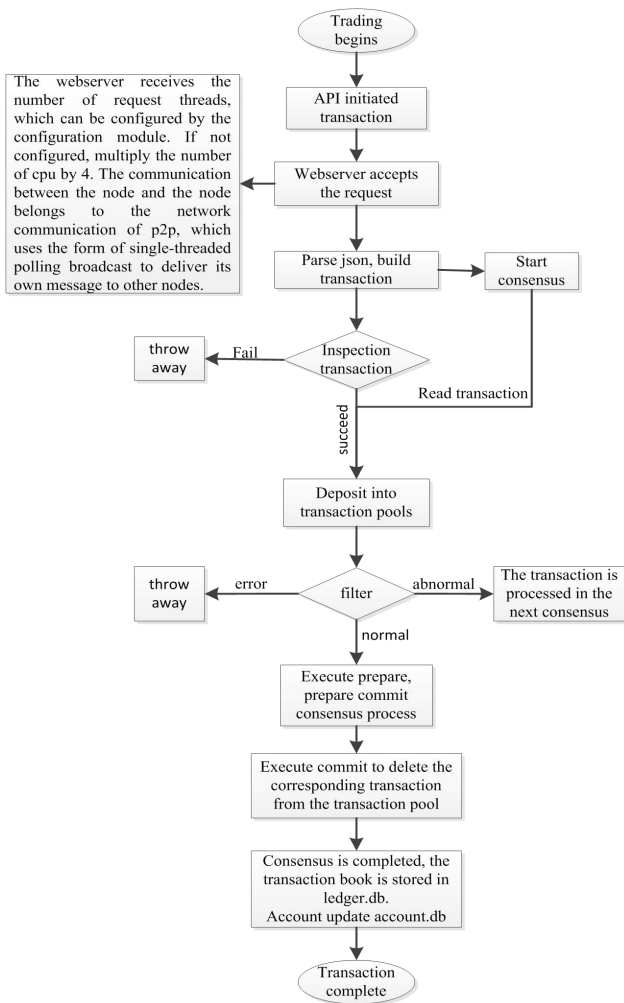 Trading
begins
API initiated
transaction
The webserver receives the
number of request threads,
which can be configured by the
configuration module. If not
configured, multiply the number
of cpu by 4. The communication
between the node and the node
belongs to the network
communication of p2p, which
uses the form of single-threaded
polling broadcast to deliver its
own message to other nodes.
Webserver accepts
the request
Parse json, build
transaction
Start
consensus
Inspection
transaction
Fail
throw
away
Read transaction
succeed
Deposit into
transaction pools
filter
error
throw
away
abnormal
The transaction is
processed in the
next consensus
normal
Execute prepare,
prepare commit
consensus process
Execute commit to delete the
corresponding transaction
from the transaction pool
Consensus is completed, the
transaction book is stored in
ledger.db.
Account update account.db
Transaction
complete